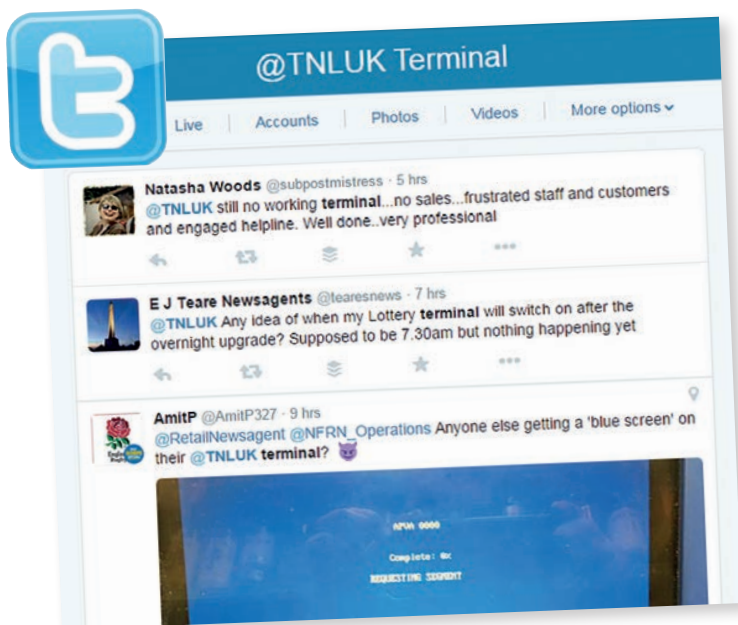 @TNLUK Terminal
Live Accounts Photos Videos More options
Natasha Woods @subpostmistress · 5 hrs
@TNLUK still no working terminal...no sales...frustrated staff and customers
and engaged helpline. Well done..very professional
E J Teare Newsagents @tearesnews · 7 hrs
@TNLUK Any idea of when my Lottery terminal will switch on after the
overnight upgrade? Supposed to be 7.30am but nothing happening yet
AmitP @AmitP327 · 9 hrs
@RetailNewsagent @NFRN_Operations Anyone else getting a 'blue screen' on
their @TNLUK terminal? 😈
Complete: 0%
REQUESTING SEGMENT